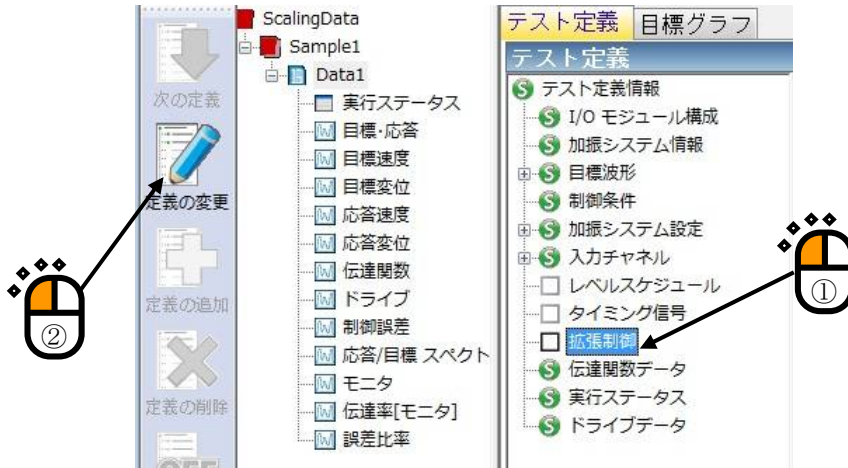 次の定義
定義の変更
定義の追加
定義の削除
②
ScalingData
Sample1
Data1
実行ステータス
目標・応答
目標速度
目標変位
応答速度
応答変位
伝達関数
ドライブ
制御誤差
応答/目標 スペクト
モニタ
伝達率[モニタ]
誤差比率
テスト定義
目標グラフ
テスト定義
テスト定義情報
I/O モジュール構成
加振システム情報
目標波形
制御条件
加振システム設定
入力チャネル
レベルスケジュール
タイミング信号
拡張制御
伝達関数データ
実行ステータス
ドライブデータ
①